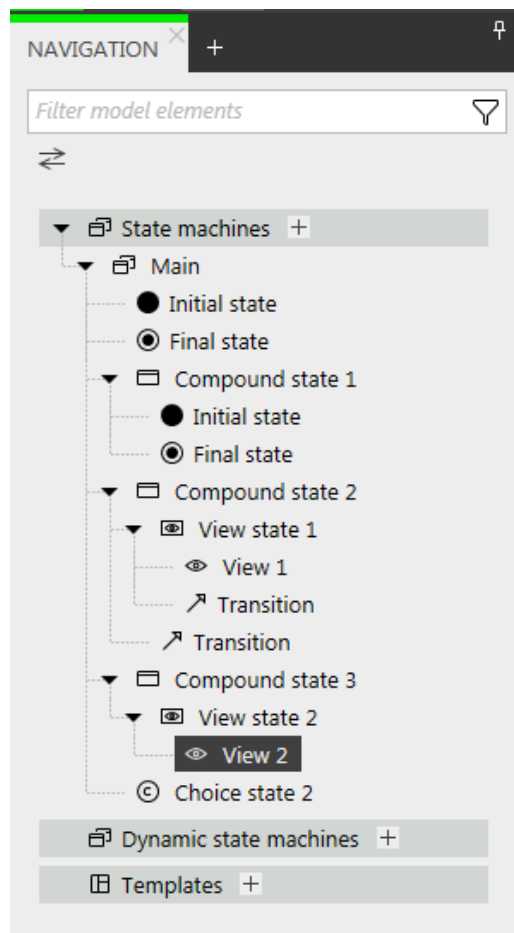 NAVIGATION
Filter model elements
State machines
Main
Initial state
Final state
Compound state 1
Initial state
Final state
Compound state 2
View state 1
View 1
Transition
Transition
Compound state 3
View state 2
View 2
Choice state 2
Dynamic state machines
Templates